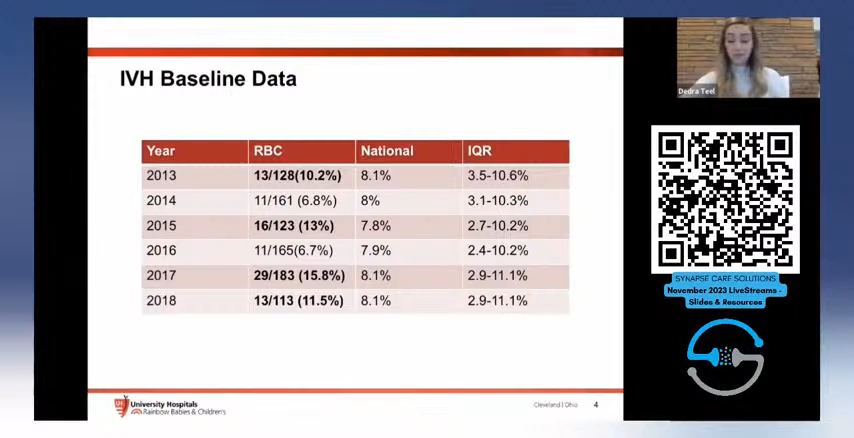 IVH Baseline Data
Year RBC National IQR
2013 13/128(10.2%) 8.1% 3.5-10.6%
2014 11/161 (6.8%) 8% 3.1-10.3%
2015 16/123 (13%) 7.8% 2.7-10.2%
2016 11/165(6.7%) 7.9% 2.4-10.2%
2017 29/183 (15.8%) 8.1% 2.9-11.1%
2018 13/113 (11.5%) 8.1% 2.9-11.1%
University Hospitals
Rainbow Babies & Children's
Cleveland | Ohio 4
Dedra Teel
SYNAPSE CARE SOLUTIONS
November 2023 LiveStreams -
Slides & Resources